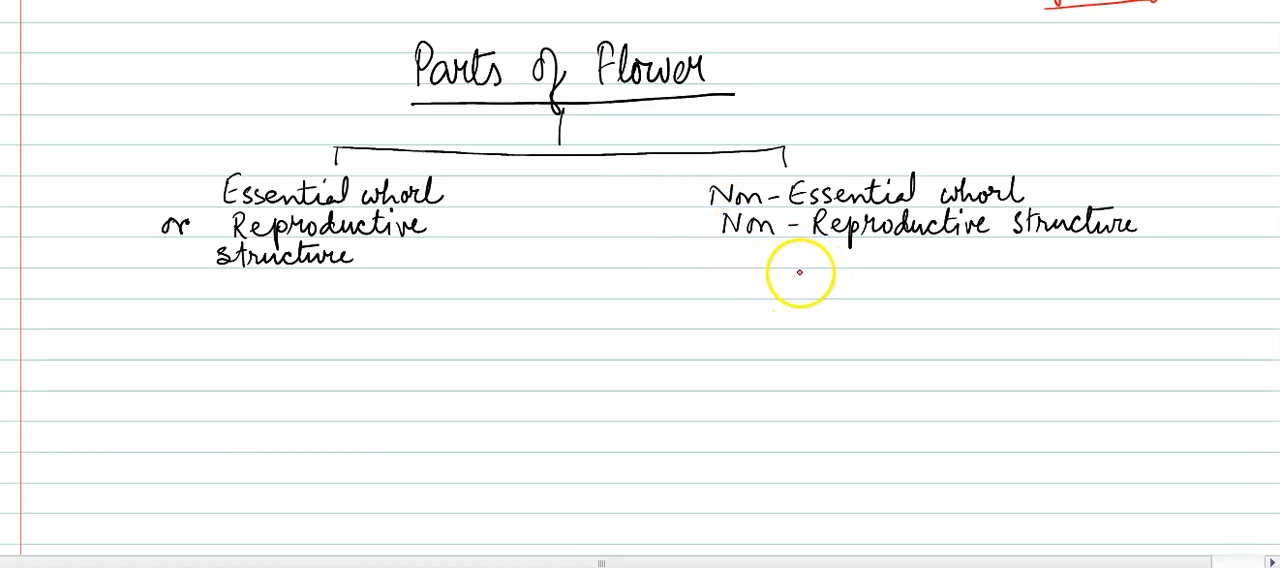 Parts of Flower
Essential whorl
or Reproductive
structure
Non-Essential whorl
Non-Reproductive structure